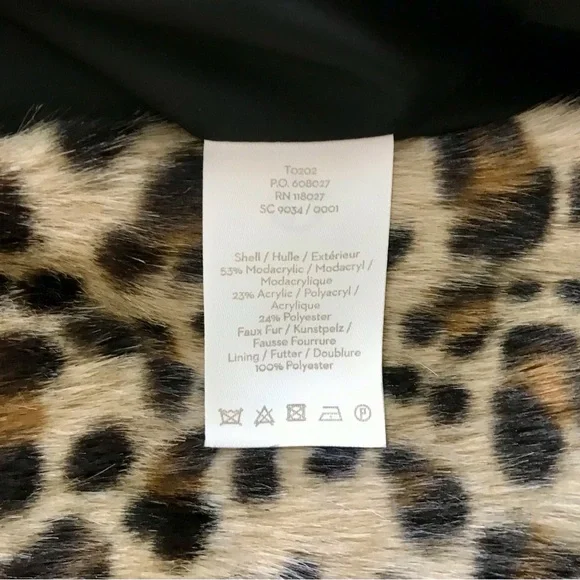 T0202
P.O. 608027
RN 118027
SC 9034 / 0001
Shell / Hulle / Extérieur
53% Modacrylic / Modacryl /
Modacrylique
23% Acrylic / Polyacryl /
Acrylique
24% Polyester
Faux Fur / Kunstpelz /
Fausse Fourrure
Lining / Futter / Doublure
100% Polyester
P